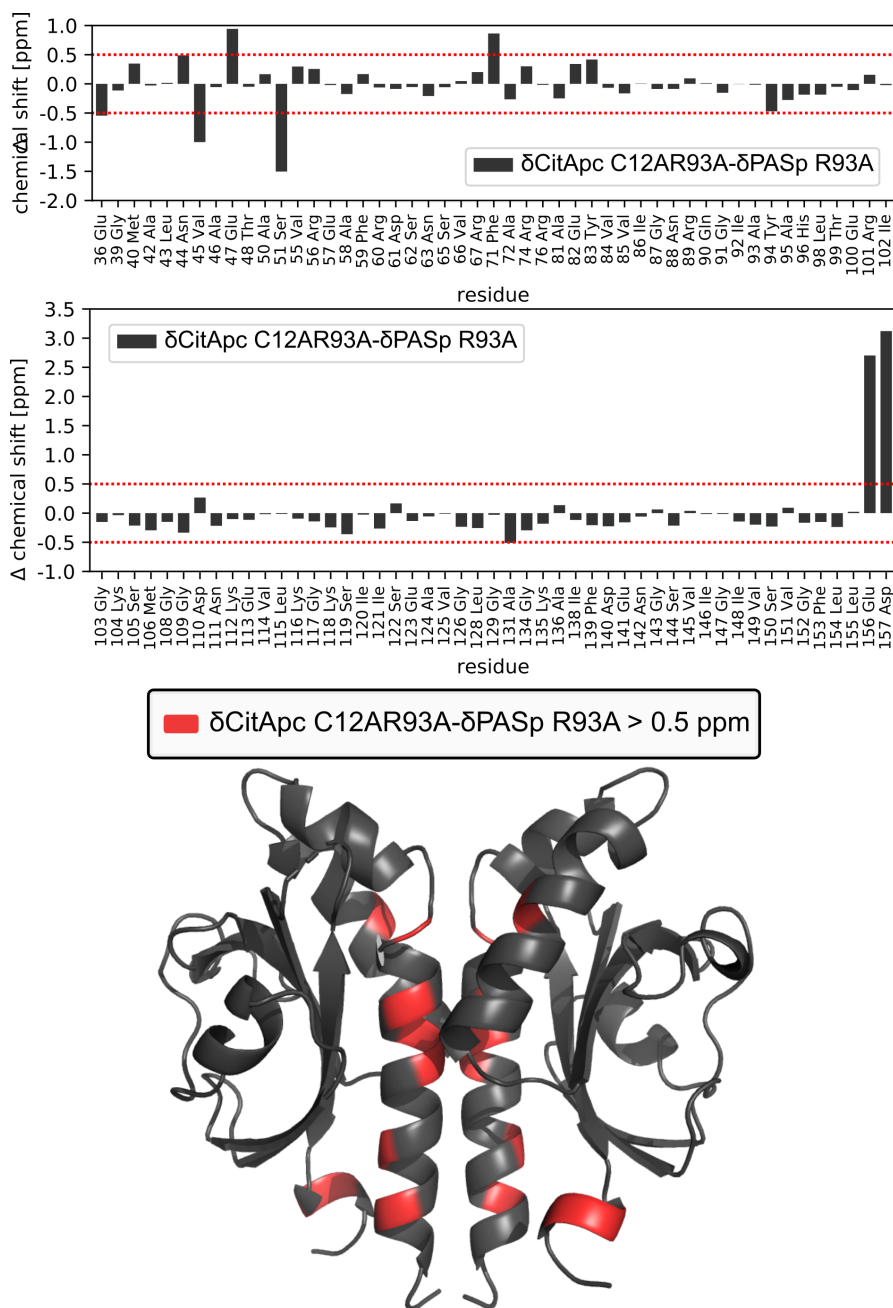 Δ chemical shift [ppm]
1.0
0.5
0.0
-0.5
-1.0
-1.5
-2.0
δCitApc C12AR93A-δPASp R93A
36 Glu
39 Gly
40 Met
42 Ala
43 Leu
44 Asn
45 Val
46 Ala
47 Glu
48 Thr
50 Ala
51 Ser
55 Val
56 Arg
57 Glu
58 Ala
59 Phe
60 Arg
61 Asp
62 Ser
63 Asn
65 Ser
66 Val
67 Arg
71 Phe
72 Ala
74 Arg
76 Arg
81 Ala
82 Glu
83 Tyr
84 Val
85 Val
86 Ile
87 Gly
88 Asn
89 Arg
90 Gln
91 Gly
92 Ile
93 Ala
94 Tyr
95 Ala
96 His
98 Leu
99 Thr
100 Glu
101 Arg
102 Ile
residue
Δ chemical shift [ppm]
3.5
3.0
2.5
2.0
1.5
1.0
0.5
0.0
-0.5
-1.0
δCitApc C12AR93A-δPASp R93A
103 Gly
104 Lys
105 Ser
106 Met
108 Gly
109 Gly
110 Asp
111 Asn
112 Lys
113 Glu
114 Val
115 Leu
116 Lys
117 Gly
118 Lys
119 Ser
120 Ile
121 Ile
122 Ser
123 Glu
124 Ala
125 Val
126 Gly
128 Leu
129 Gly
131 Ala
134 Gly
135 Lys
136 Ala
138 Ile
139 Phe
140 Asp
141 Glu
142 Asn
143 Gly
144 Ser
145 Val
146 Ile
147 Gly
148 Ile
149 Val
150 Ser
151 Val
152 Gly
153 Phe
154 Leu
155 Leu
156 Glu
157 Asp
residue
δCitApc C12AR93A-δPASp R93A > 0.5 ppm